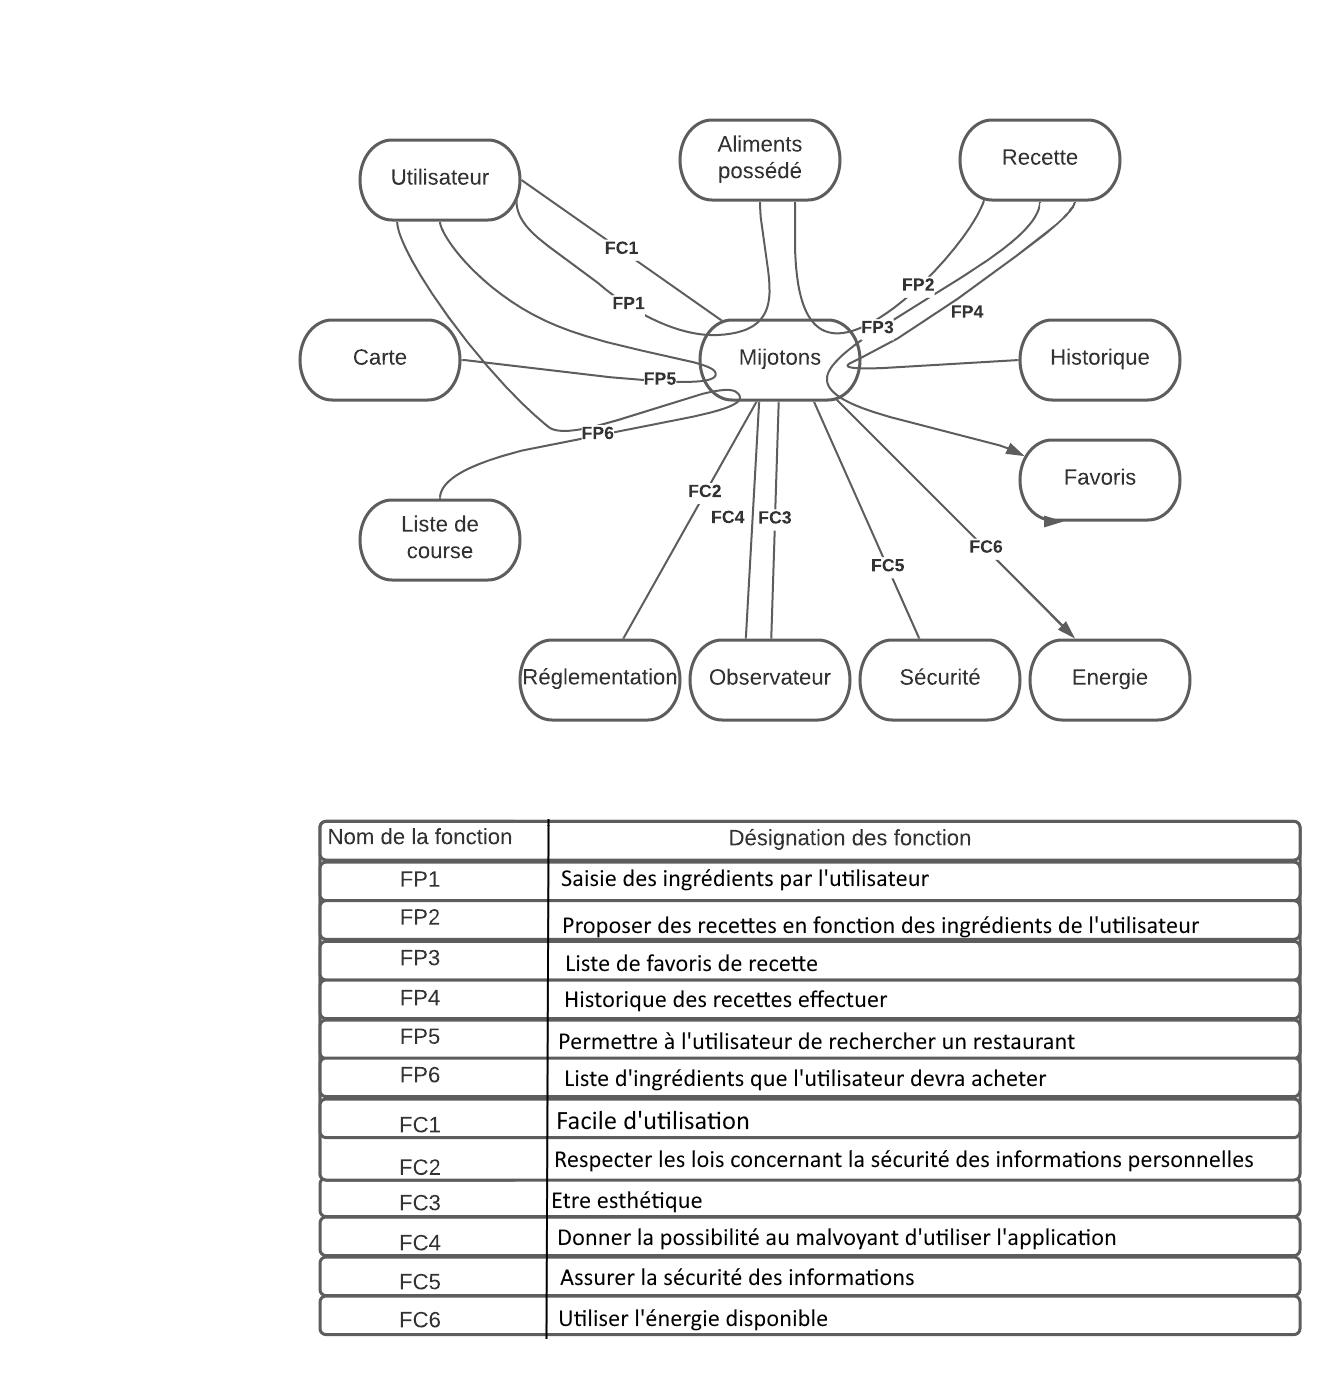 Aliments
possédé
Recette
Utilisateur
FC1
FP1
FP2
FP4
FP3
Carte
Mijotons
Historique
FP5
FP6
Favoris
FC2
FC4
FC3
Liste de
course
FC6
FC5
Réglementation
Observateur
Sécurité
Energie
Nom de la fonction Désignation des fonction
FP1 Saisie des ingrédients par l'utilisateur
FP2 Proposer des recettes en fonction des ingrédients de l'utilisateur
FP3 Liste de favoris de recette
FP4 Historique des recettes effectuer
FP5 Permettre à l'utilisateur de rechercher un restaurant
FP6 Liste d'ingrédients que l'utilisateur devra acheter
FC1 Facile d'utilisation
FC2 Respecter les lois concernant la sécurité des informations personnelles
FC3 Etre esthétique
FC4 Donner la possibilité au malvoyant d'utiliser l'application
FC5 Assurer la sécurité des informations
FC6 Utiliser l'énergie disponible